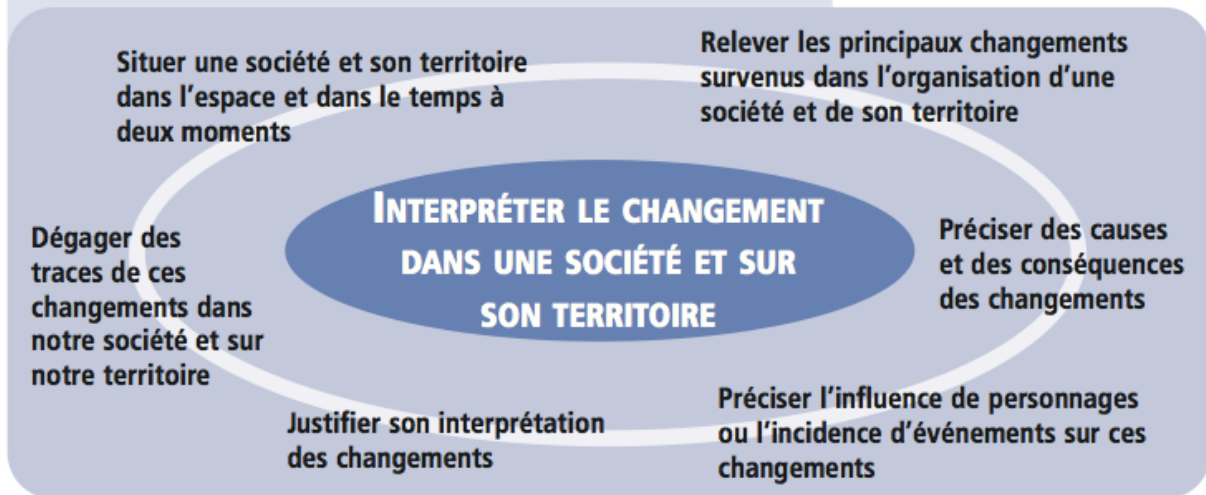 Situer une société et son territoire
dans l'espace et dans le temps à
deux moments
Relever les principaux changements
survenus dans l'organisation d'une
société et de son territoire
INTERPRÉTER LE CHANGEMENT
DANS UNE SOCIÉTÉ ET SUR
SON TERRITOIRE
Dégager des
traces de ces
changements dans
notre société et sur
notre territoire
Préciser des causes
et des conséquences
des changements
Justifier son interprétation
des changements
Préciser l'influence de personnages
ou l'incidence d'événements sur ces
changements